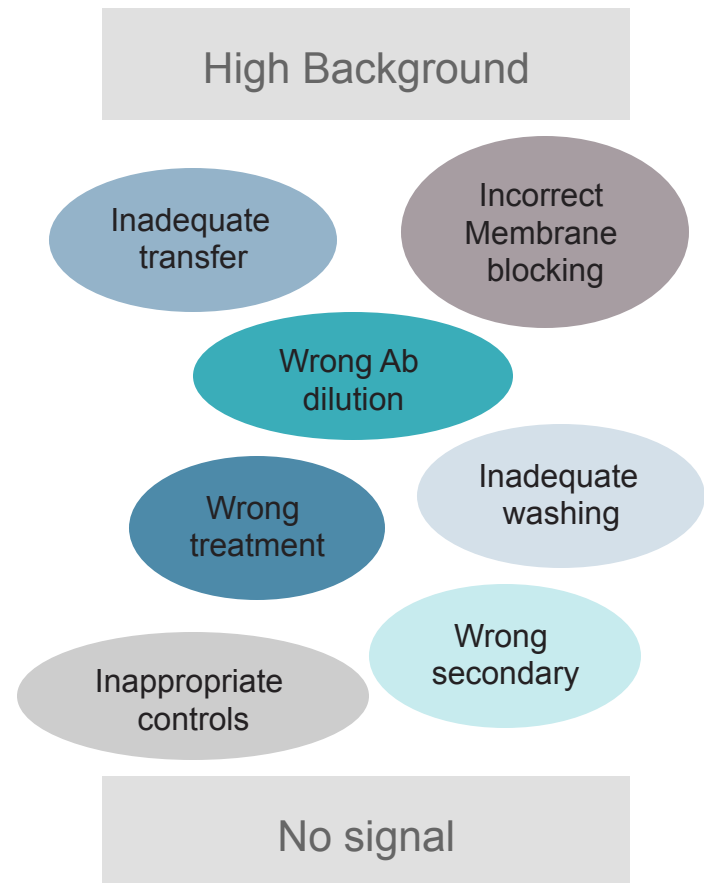 High Background
Inadequate
transfer
Incorrect
Membrane
blocking
Wrong Ab
dilution
Inadequate
washing
Wrong
treatment
Wrong
secondary
Inappropriate
controls
No signal